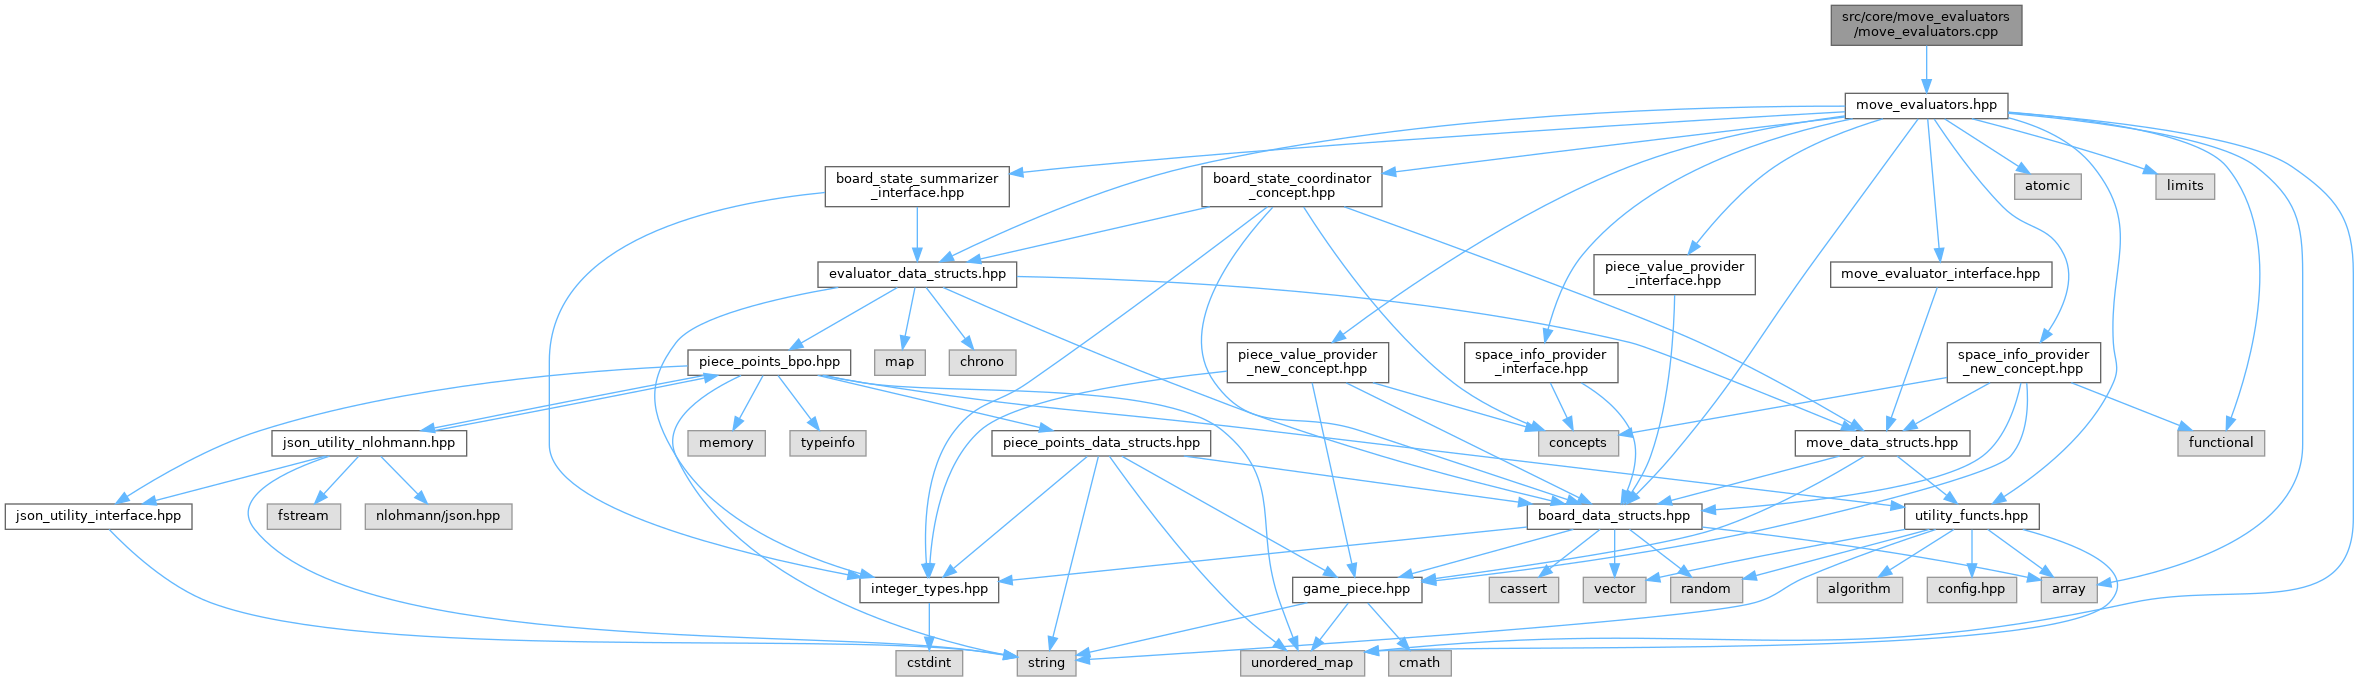 src/core/move_evaluators
/move_evaluators.cpp
move_evaluators.hpp
board_state_summarizer
_interface.hpp
board_state_coordinator
_concept.hpp
atomic
limits
evaluator_data_structs.hpp
piece_value_provider
_interface.hpp
move_evaluator_interface.hpp
piece_points_bpo.hpp
map
chrono
piece_value_provider
_new_concept.hpp
space_info_provider
_interface.hpp
space_info_provider
_new_concept.hpp
json_utility_nlohmann.hpp
memory
typeinfo
piece_points_data_structs.hpp
concepts
move_data_structs.hpp
functional
json_utility_interface.hpp
fstream
nlohmann/json.hpp
board_data_structs.hpp
utility_functs.hpp
integer_types.hpp
game_piece.hpp
cassert
vector
random
algorithm
config.hpp
array
cstdint
string
unordered_map
cmath